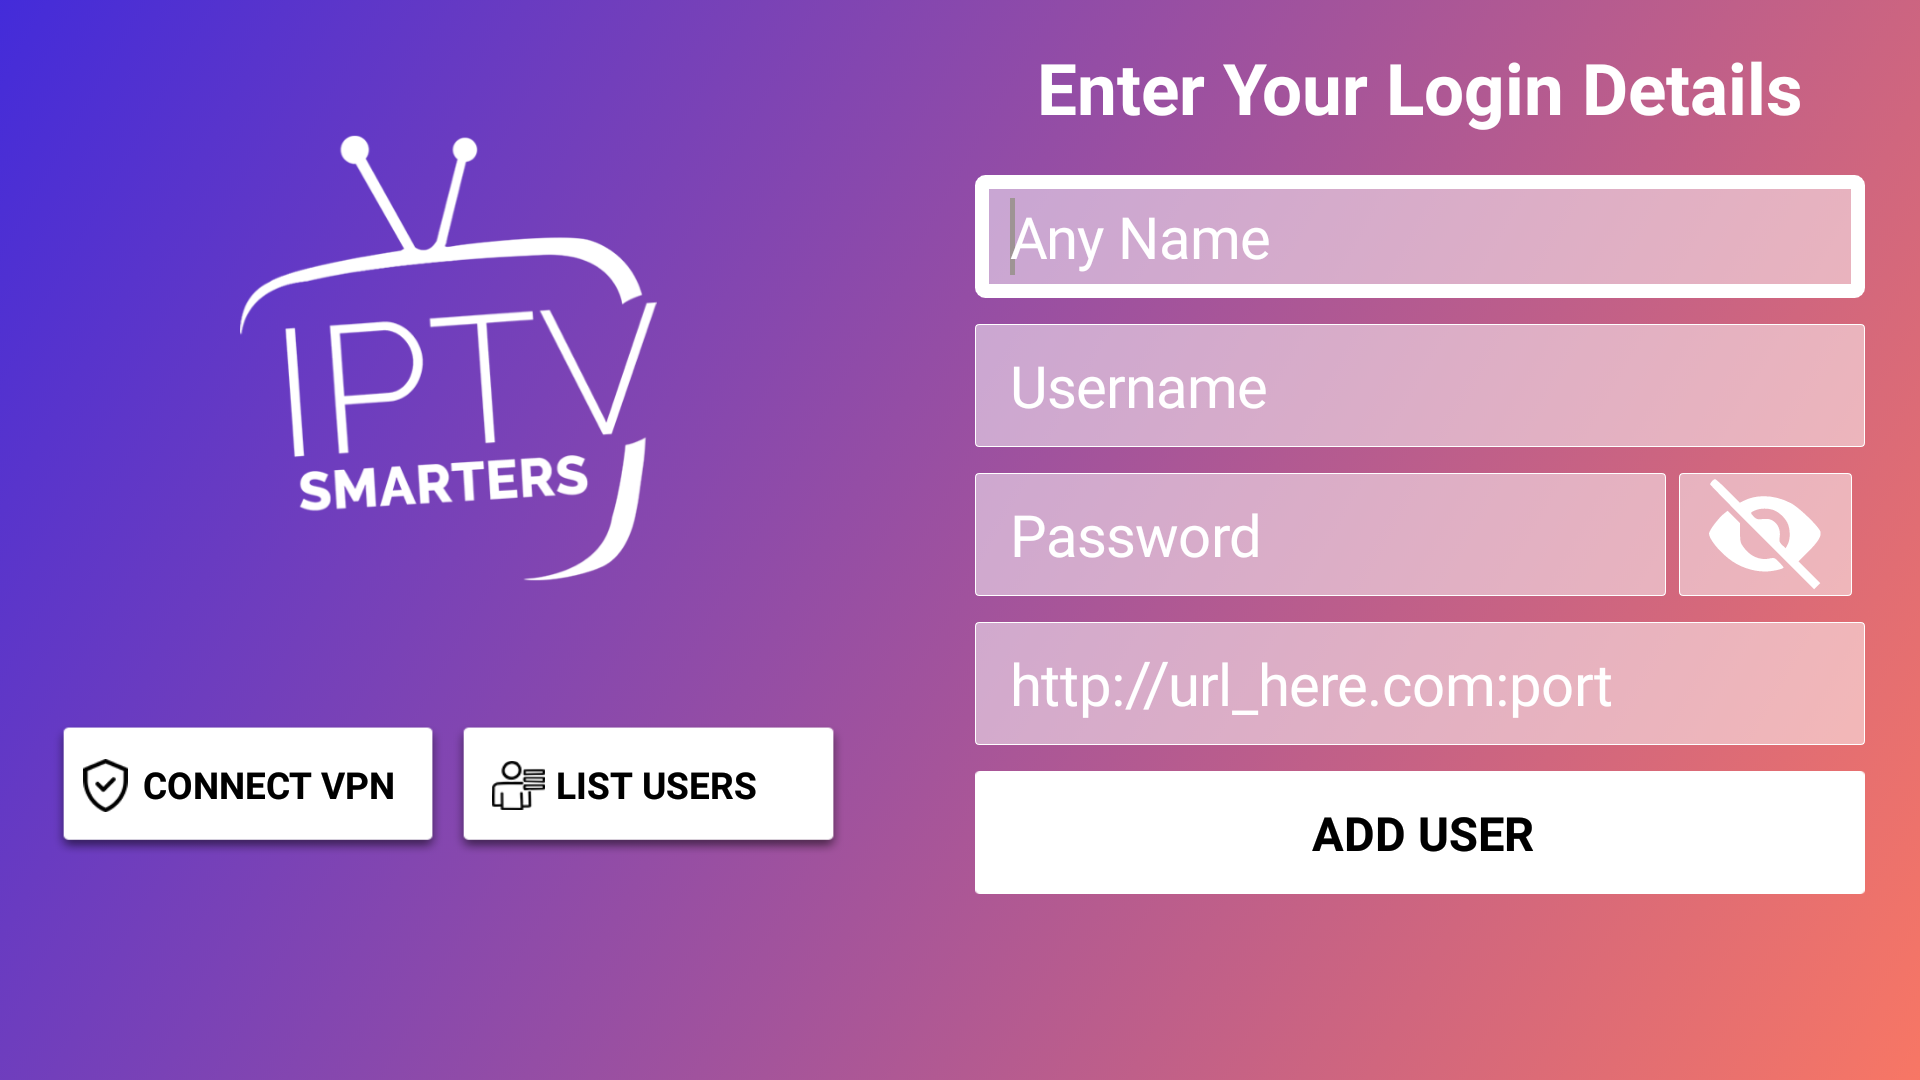 IPTV
SMARTERS
CONNECT VPN
LIST USERS
Enter Your Login Details
Any Name
Username
Password
http://url_here.com:port
ADD USER